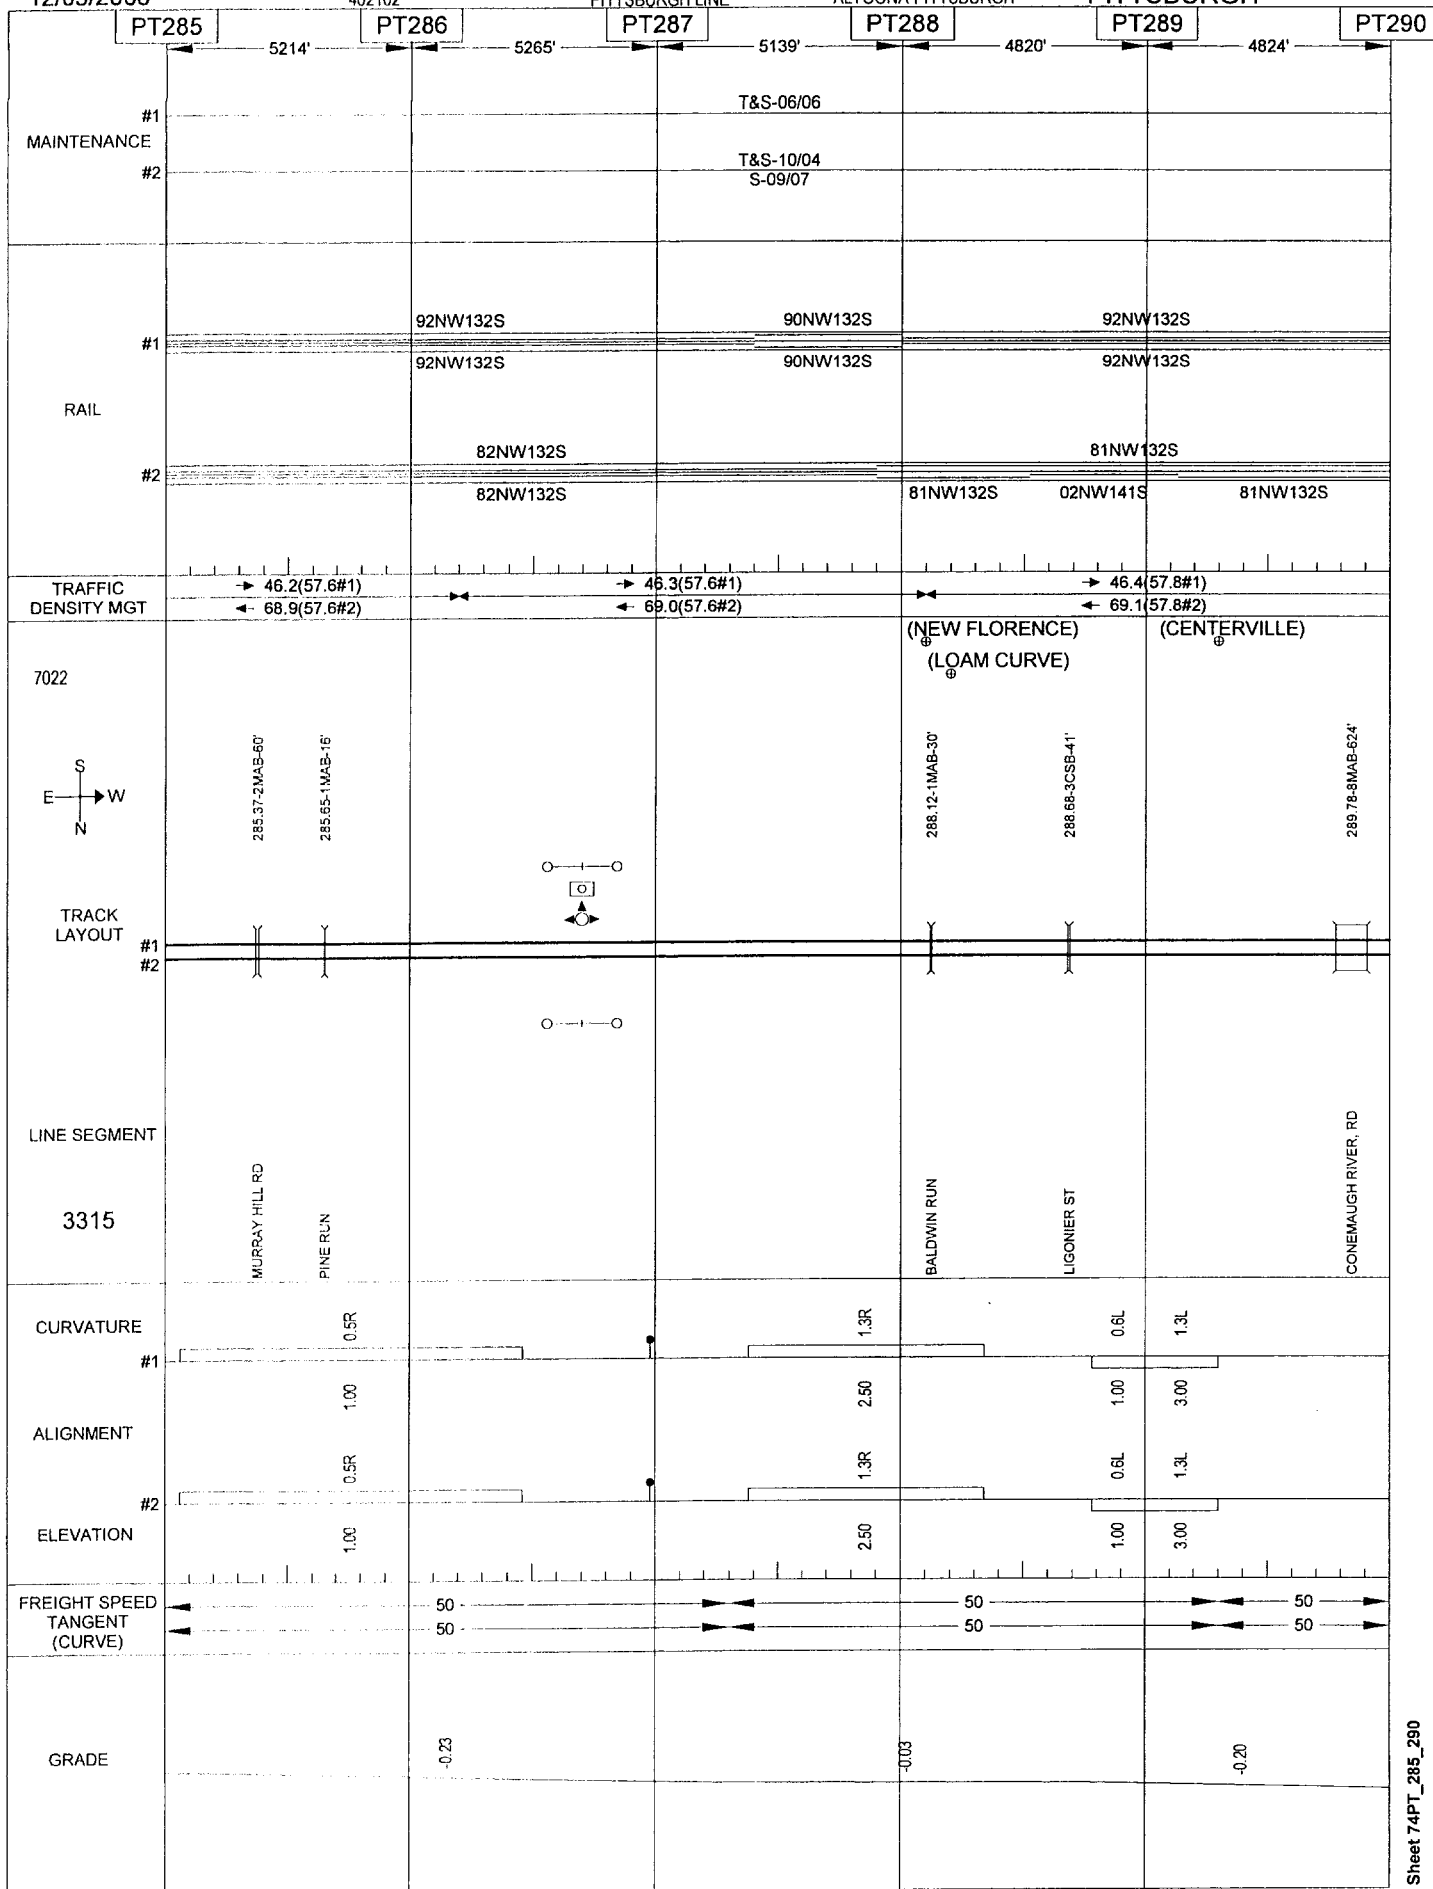 PITTSBURGH LINE
PITTSBURGH
PT285 PT286 PT287 PT288 PT289 PT290
5214' 5265' 5139' 4820' 4824'
#1 T&S-06/06
MAINTENANCE
#2 T&S-10/04
S-09/07
92NW132S 90NW132S 92NW132S
#1
92NW132S 90NW132S 92NW132S
RAIL
82NW132S 81NW132S
#2
82NW132S 81NW132S 02NW141S 81NW132S
TRAFFIC DENSITY MGT
46.2(57.6#1) 46.3(57.6#1) 46.4(57.8#1)
68.9(57.6#2) 69.0(57.6#2) 69.1(57.8#2)
(NEW FLORENCE) (CENTERVILLE)
(LOAM CURVE)
7022
S
E W
N
285.37-2MAB-60'
285.65-1MAB-16'
288.12-1MAB-30'
288.68-3CSB-41'
289.78-8MAB-624'
TRACK
LAYOUT
#1
#2
LINE SEGMENT
3315
MURRAY HILL RD
PINE RUN
BALDWIN RUN
LIGONIER ST
CONEMAUGH RIVER, RD
CURVATURE
0.5R 1.3R 0.6L 1.3L
#1
1.00 2.50 1.00 3.00
ALIGNMENT
0.5R 1.3R 0.6L 1.3L
#2
ELEVATION
1.00 2.50 1.00 3.00
FREIGHT SPEED
TANGENT
(CURVE)
50 50 50
50 50 50
GRADE
-0.23 -0.03 -0.20
Sheet 74PT_285_290